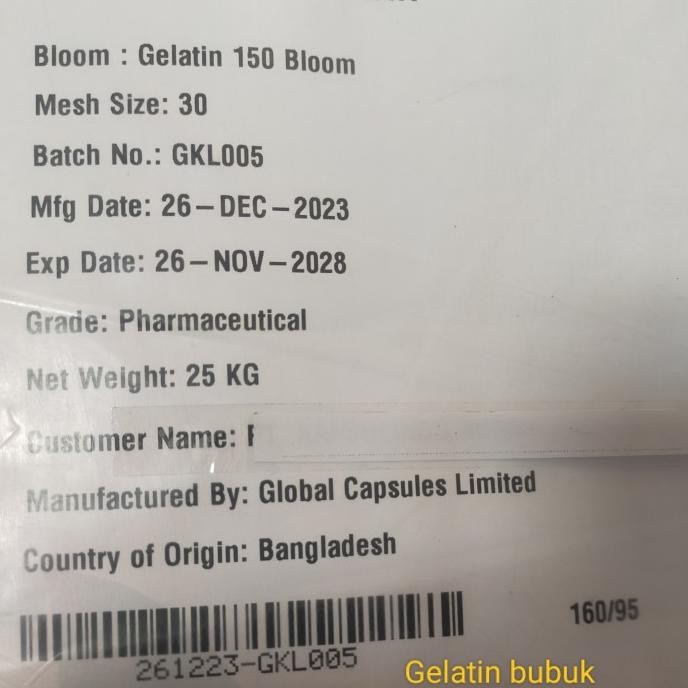 Bloom : Gelatin 150 Bloom
Mesh Size: 30
Batch No.: GKL005
Mfg Date: 26-DEC-2023
Exp Date: 26-NOV-2028
Grade: Pharmaceutical
Net Weight: 25 KG
Customer Name:
Manufactured By: Global Capsules Limited
Country of Origin: Bangladesh
160/95
261223-GKL005
Gelatin bubuk